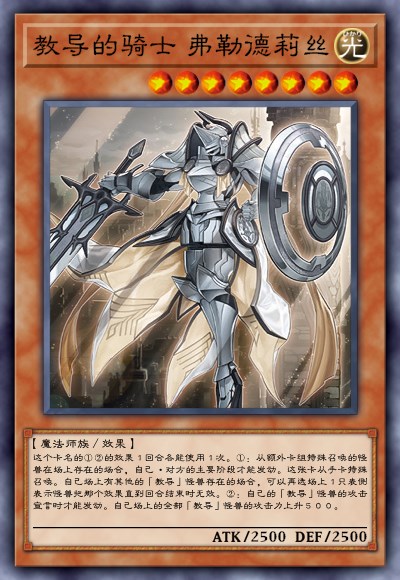 教导的骑士 弗勒德莉丝
光
【魔法师族／效果】
这个卡名的①②的效果1回合各能使用1次。①：从额外卡组特殊召唤的怪
兽在场上存在的场合，自己·对方的主要阶段才能发动。这张卡从手卡特殊
召唤。自己场上有其他的「教导」怪兽存在的场合，可以再选场上1只表侧
表示怪兽把那个效果直到回合结束时无效。②：自己的「教导」怪兽的攻击
宣言时才能发动。自己场上的全部「教导」怪兽的攻击力上升500。
ATK/2500 DEF/2500